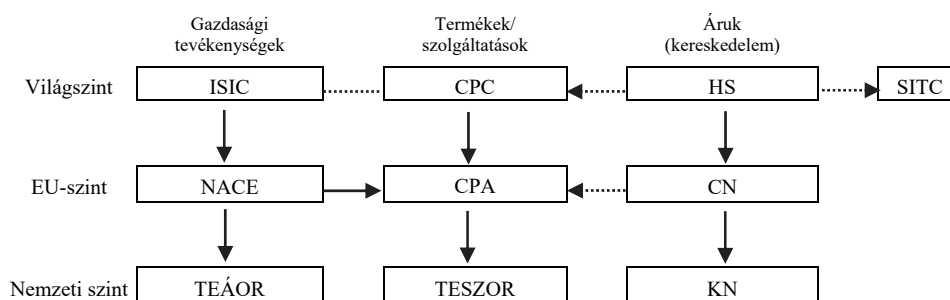 Gazdasági
tevékenységek
Termékek/
szolgáltatások
Áruk
(kereskedelem)
Világszint ISIC CPC HS SITC
EU-szint NACE CPA CN
Nemzeti szint TEÁOR TESZOR KN